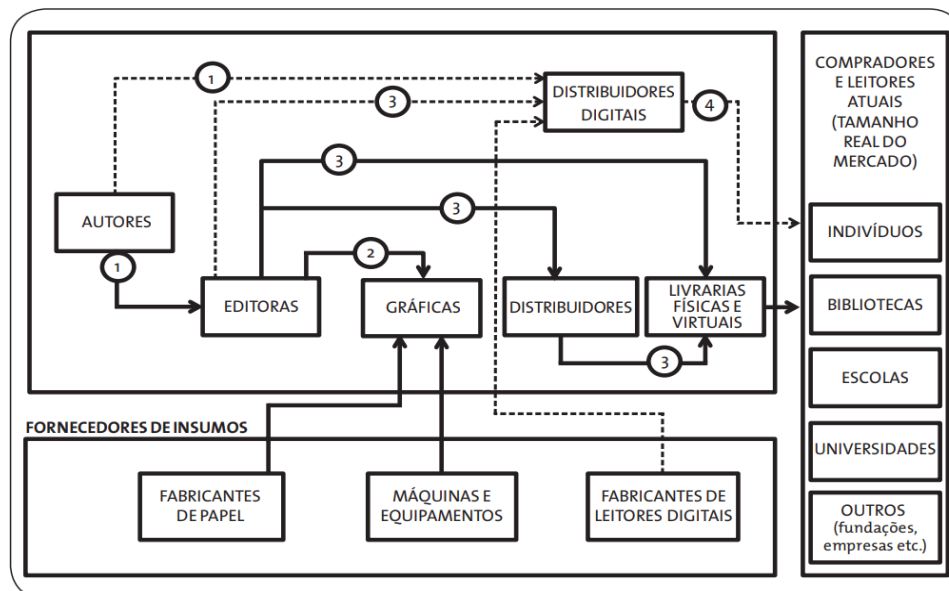 1
3
DISTRIBUIDORES
DIGITAIS
4
3
3
AUTORES
1
2
EDITORAS
GRÁFICAS
DISTRIBUIDORES
LIVRARIAS
FÍSICAS E
VIRTUAIS
3
FORNECEDORES DE INSUMOS
FABRICANTES
DE PAPEL
MÁQUINAS E
EQUIPAMENTOS
FABRICANTES DE
LEITORES DIGITAIS
COMPRADORES
E LEITORES
ATUAIS
(TAMANHO
REAL DO
MERCADO)
INDIVÍDUOS
BIBLIOTECAS
ESCOLAS
UNIVERSIDADES
OUTROS
(fundações,
empresas etc.)